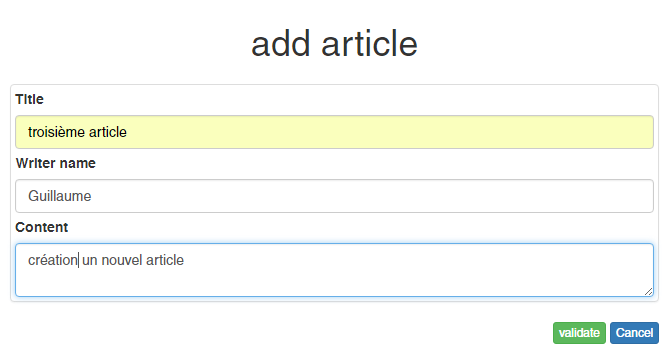 add article
Title
troisième article
Writer name
Guillaume
Content
création un nouvel article
validate Cancel